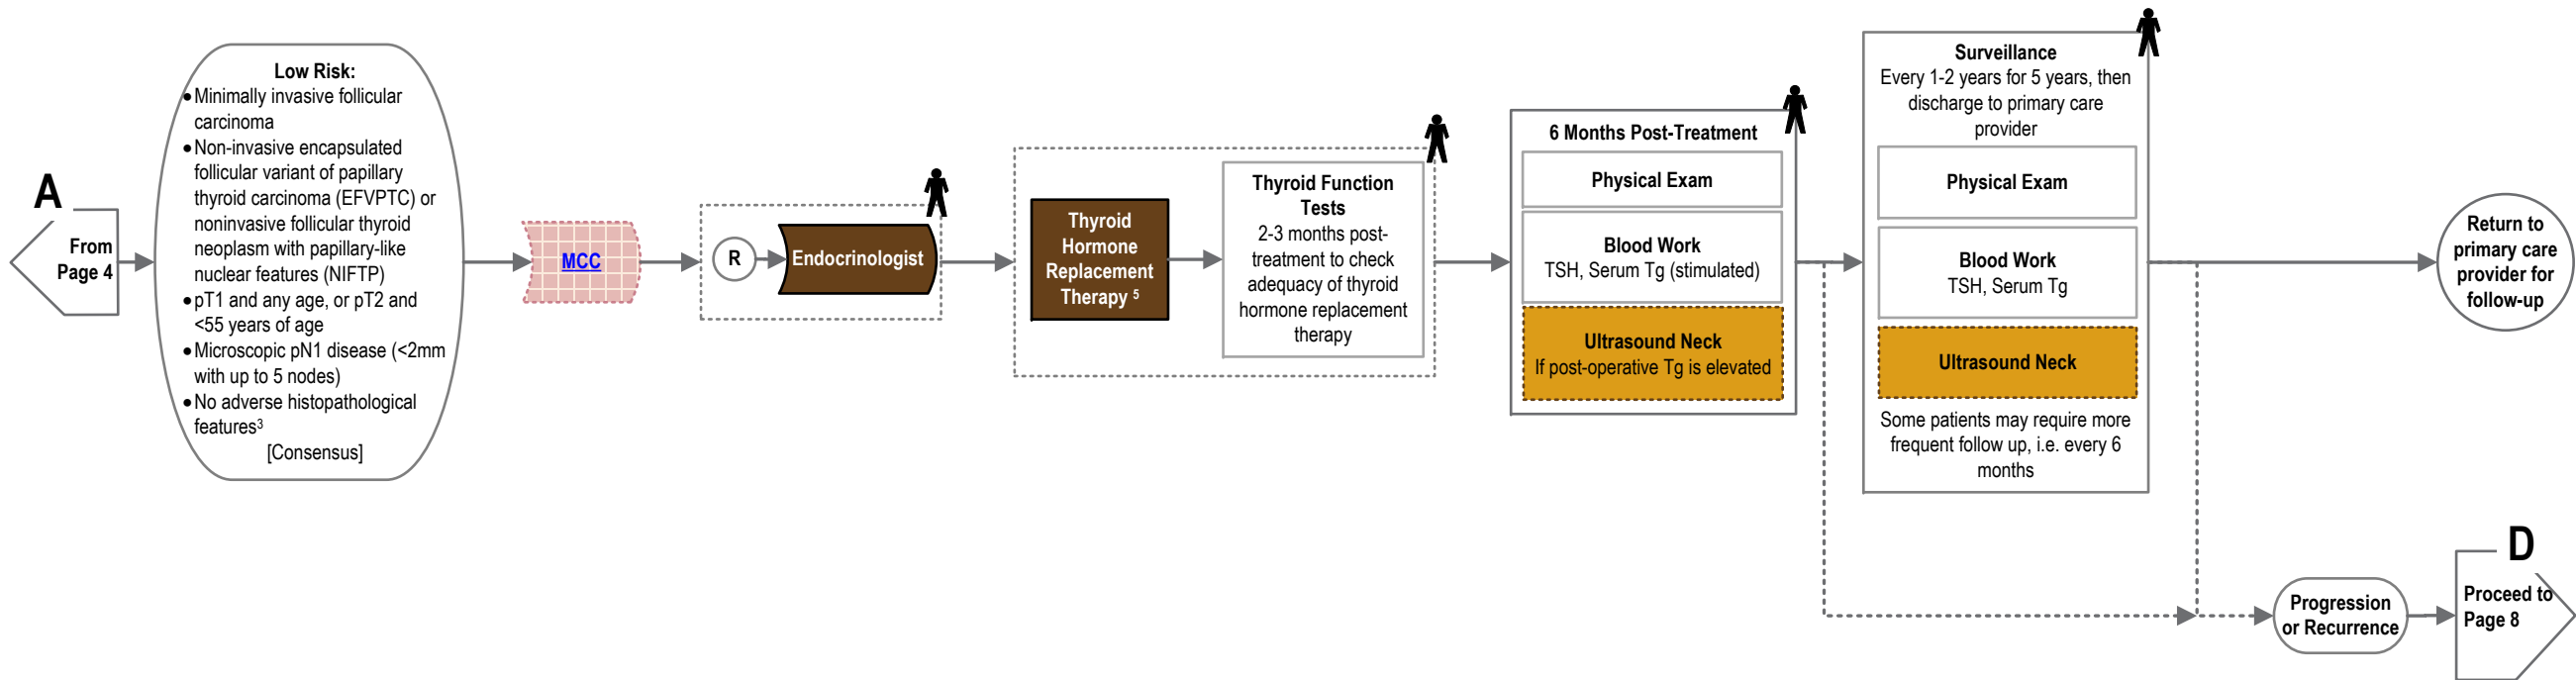 A
From
Page 4
Low Risk:
•Minimally invasive follicular
carcinoma
•Non-invasive encapsulated
follicular variant of papillary
thyroid carcinoma (EFVPTC) or
noninvasive follicular thyroid
neoplasm with papillary-like
nuclear features (NIFTP)
•pT1 and any age, or pT2 and
<55 years of age
•Microscopic pN1 disease (<2mm
with up to 5 nodes)
•No adverse histopathological
features³
[Consensus]
MCC
R
Endocrinologist
Thyroid
Hormone
Replacement
Therapy ⁵
Thyroid Function
Tests
2-3 months post-
treatment to check
adequacy of thyroid
hormone replacement
therapy
6 Months Post-Treatment
Physical Exam
Blood Work
TSH, Serum Tg (stimulated)
Ultrasound Neck
If post-operative Tg is elevated
Surveillance
Every 1-2 years for 5 years, then
discharge to primary care
provider
Physical Exam
Blood Work
TSH, Serum Tg
Ultrasound Neck
Some patients may require more
frequent follow up, i.e. every 6
months
Return to
primary care
provider for
follow-up
Progression
or Recurrence
D
Proceed to
Page 8